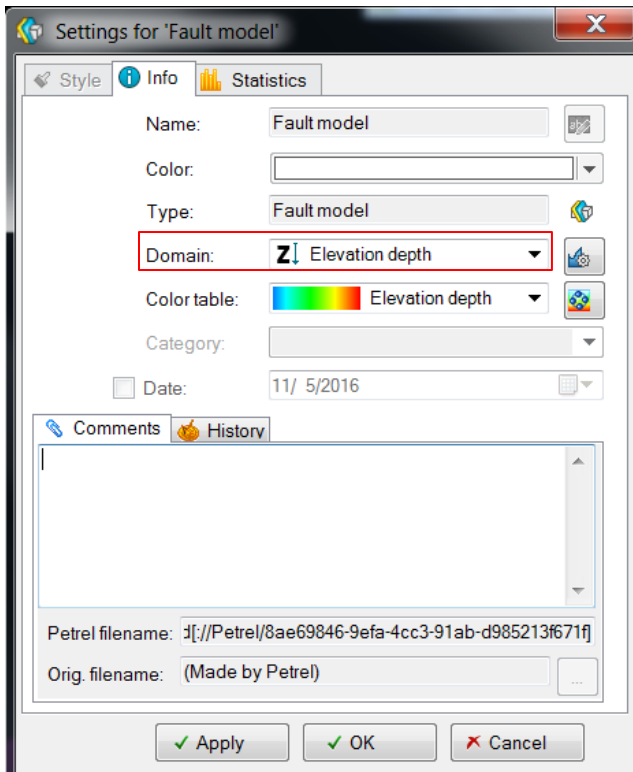 Settings for 'Fault model'
Style Info Statistics
Name: Fault model
Color:
Type: Fault model
Domain: Z Elevation depth
Color table: Elevation depth
Category:
Date: 11/ 5/2016
Comments History
Petrel filename: d[://Petrel/8ae69846-9efa-4cc3-91ab-d985213f671f]
Orig. filename: (Made by Petrel) ...
Apply OK Cancel